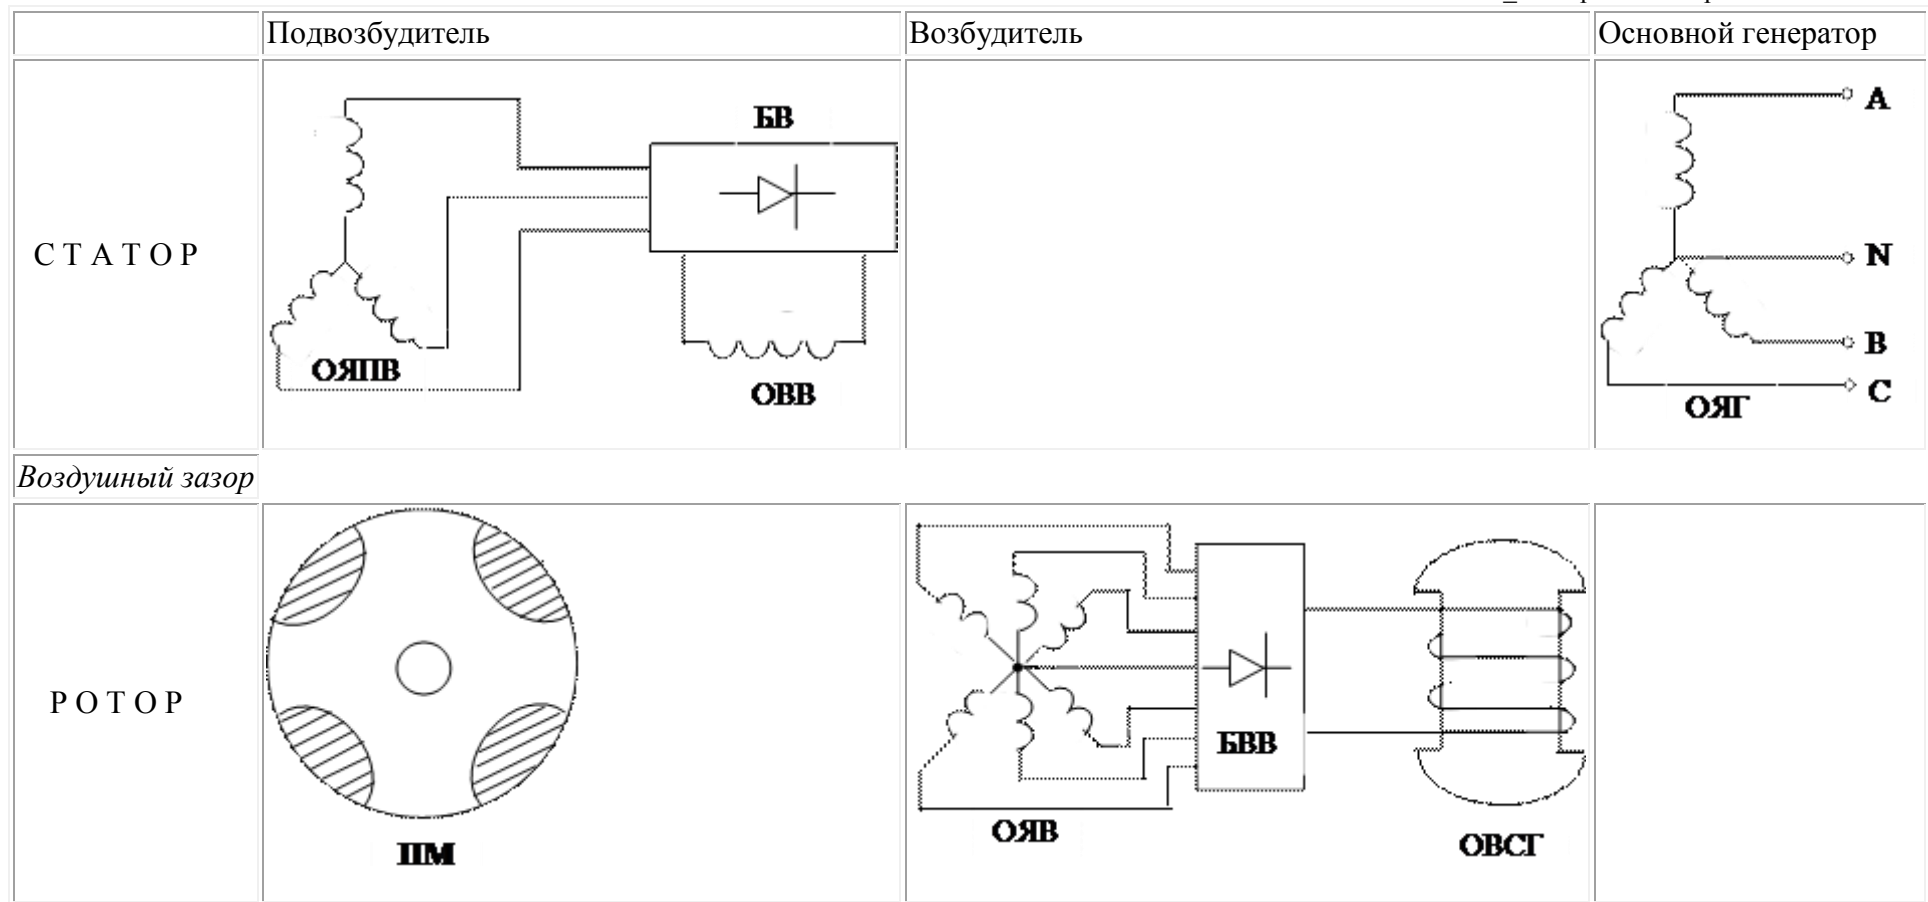 Подвозбудитель
Возбудитель
Основной генератор
С Т А Т О Р
БВ
ОЯПВ
ОВВ
A
N
B
C
ОЯГ
Воздушный зазор
Р О Т О Р
ПМ
ОЯВ
БВВ
ОВСГ